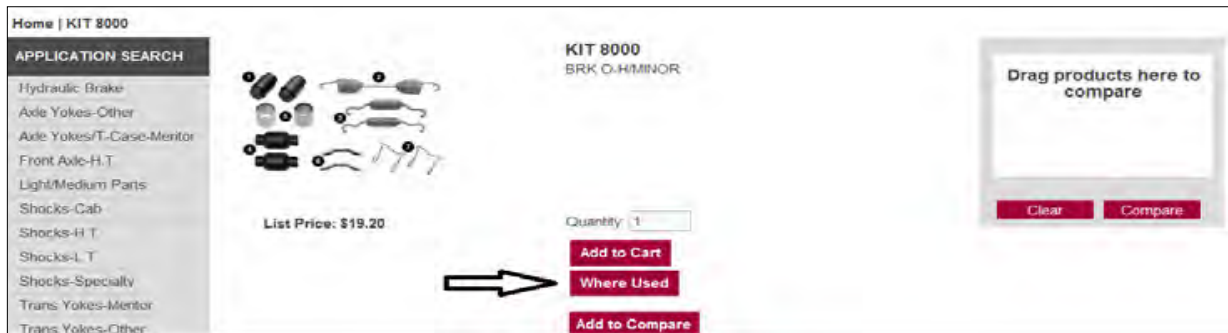 Home | KIT 8000
APPLICATION SEARCH
Hydraulic Brake
Axle Yokes-Other
Axle Yokes/T-Case-Meritor
Front Axle-H.T
Light/Medium Parts
Shocks-Cab
Shocks-H T
Shocks-L T
Shocks-Specialty
Trans Yokes-Meritor
Trans Yokes-Other
List Price: $19.20
KIT 8000
BRK O-H/MINOR
Quantity 1
Add to Cart
Where Used
Add to Compare
Drag products here to
compare
Clear
Compare